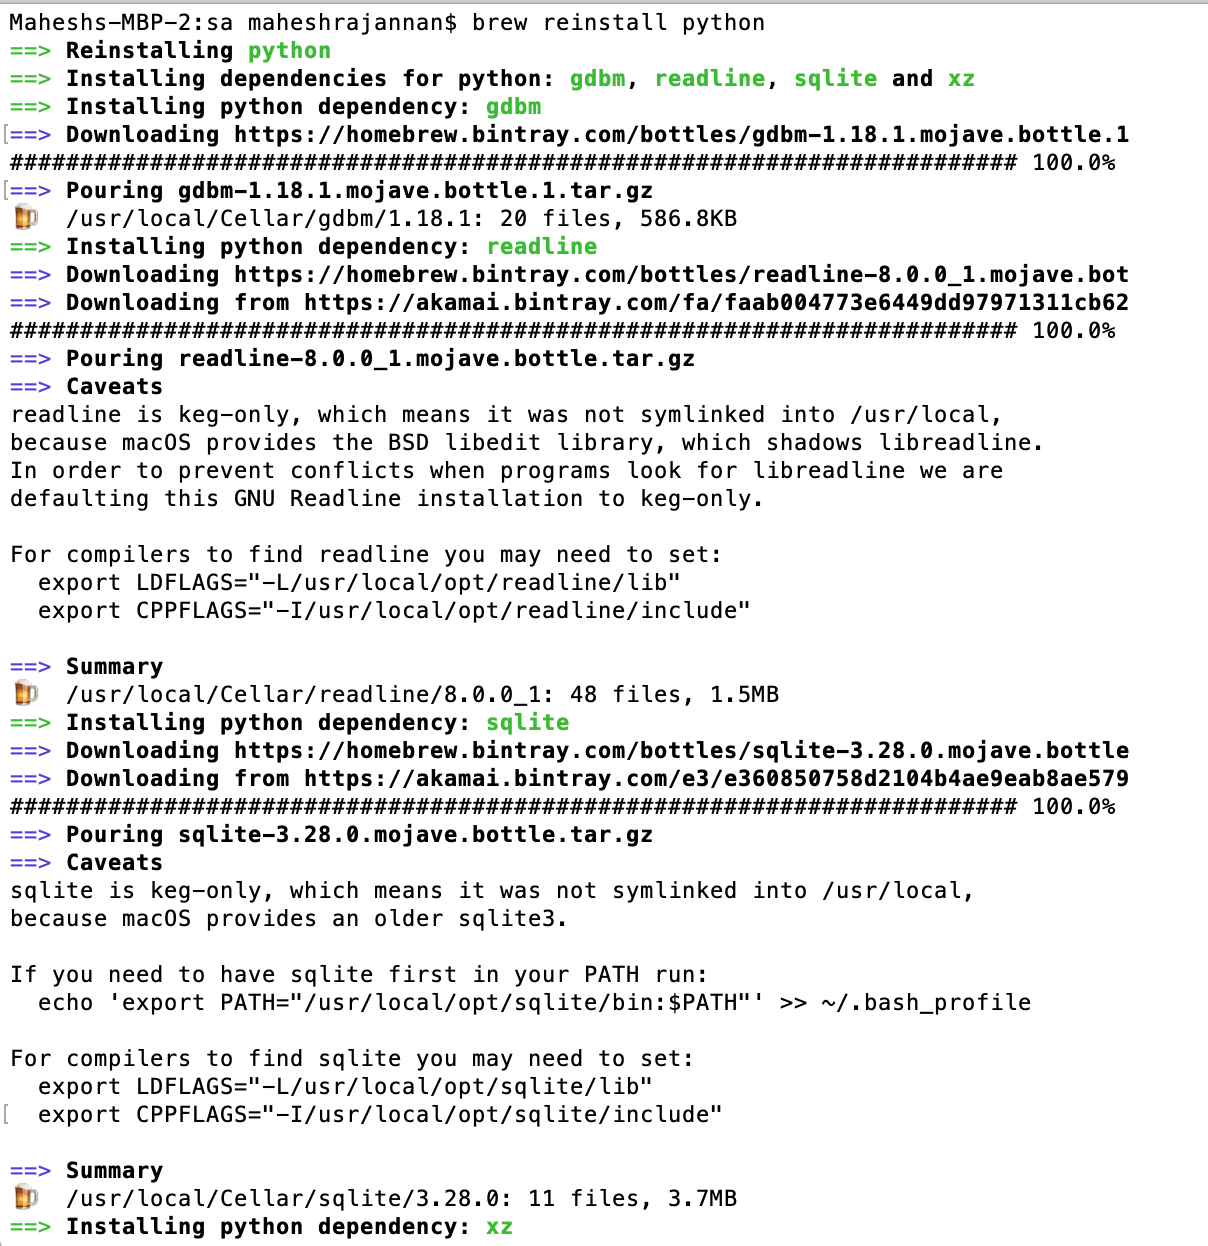 Maheshs-MBP-2:sa maheshrajannan$ brew reinstall python
==> Reinstalling python
==> Installing dependencies for python: gdbm, readline, sqlite and xz
==> Installing python dependency: gdbm
[==> Downloading https://homebrew.bintray.com/bottles/gdbm-1.18.1.mojave.bottle.1
######################################################################## 100.0%
[==> Pouring gdbm-1.18.1.mojave.bottle.1.tar.gz
🍺  /usr/local/Cellar/gdbm/1.18.1: 20 files, 586.8KB
==> Installing python dependency: readline
==> Downloading https://homebrew.bintray.com/bottles/readline-8.0.0_1.mojave.bot
==> Downloading from https://akamai.bintray.com/fa/faab004773e6449dd97971311cb62
######################################################################## 100.0%
==> Pouring readline-8.0.0_1.mojave.bottle.tar.gz
==> Caveats
readline is keg-only, which means it was not symlinked into /usr/local,
because macOS provides the BSD libedit library, which shadows libreadline.
In order to prevent conflicts when programs look for libreadline we are
defaulting this GNU Readline installation to keg-only.

For compilers to find readline you may need to set:
  export LDFLAGS="-L/usr/local/opt/readline/lib"
  export CPPFLAGS="-I/usr/local/opt/readline/include"

==> Summary
🍺  /usr/local/Cellar/readline/8.0.0_1: 48 files, 1.5MB
==> Installing python dependency: sqlite
==> Downloading https://homebrew.bintray.com/bottles/sqlite-3.28.0.mojave.bottle
==> Downloading from https://akamai.bintray.com/e3/e360850758d2104b4ae9eab8ae579
######################################################################## 100.0%
==> Pouring sqlite-3.28.0.mojave.bottle.tar.gz
==> Caveats
sqlite is keg-only, which means it was not symlinked into /usr/local,
because macOS provides an older sqlite3.

If you need to have sqlite first in your PATH run:
  echo 'export PATH="/usr/local/opt/sqlite/bin:$PATH"' >> ~/.bash_profile

For compilers to find sqlite you may need to set:
  export LDFLAGS="-L/usr/local/opt/sqlite/lib"
[  export CPPFLAGS="-I/usr/local/opt/sqlite/include"

==> Summary
🍺  /usr/local/Cellar/sqlite/3.28.0: 11 files, 3.7MB
==> Installing python dependency: xz